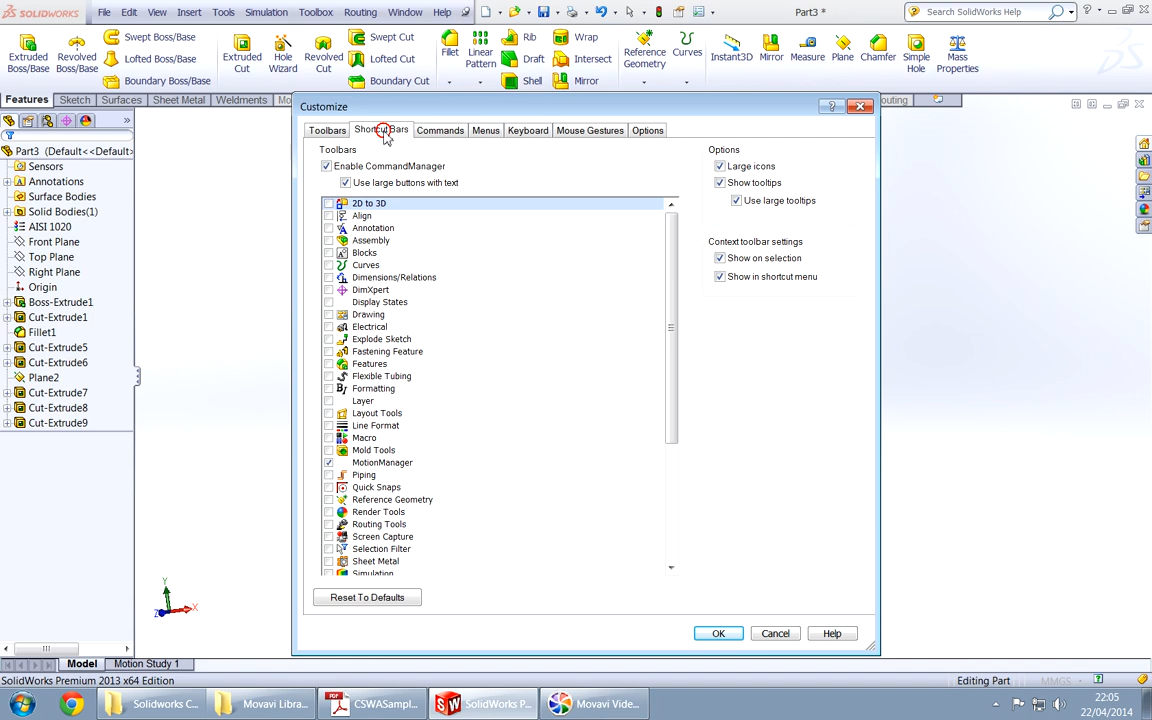 SOLIDWORKS File Edit View Insert Tools Simulation Toolbox Routing Window Help Part3 * Search SolidWorks Help
Extruded Boss/Base
Revolved Boss/Base
Swept Boss/Base
Lofted Boss/Base
Boundary Boss/Base
Extruded Cut
Hole Wizard
Revolved Cut
Swept Cut
Lofted Cut
Boundary Cut
Fillet
Linear Pattern
Rib
Draft
Shell
Wrap
Intersect
Mirror
Reference Geometry
Curves
Instant3D
Mirror
Measure
Plane
Chamfer
Simple Hole
Mass Properties
Features Sketch Surfaces Sheet Metal Weldments
Part3 (Default<<Default>
Sensors
Annotations
Surface Bodies
Solid Bodies(1)
AISI 1020
Front Plane
Top Plane
Right Plane
Origin
Boss-Extrude1
Cut-Extrude1
Fillet1
Cut-Extrude5
Cut-Extrude6
Plane2
Cut-Extrude7
Cut-Extrude8
Cut-Extrude9
Customize
Toolbars Shortcut Bars Commands Menus Keyboard Mouse Gestures Options
Toolbars
Enable CommandManager
Use large buttons with text
2D to 3D
Align
Annotation
Assembly
Blocks
Curves
Dimensions/Relations
DimXpert
Display States
Drawing
Electrical
Explode Sketch
Fastening Feature
Features
Flexible Tubing
Formatting
Layer
Layout Tools
Line Format
Macro
Mold Tools
MotionManager
Piping
Quick Snaps
Reference Geometry
Render Tools
Routing Tools
Screen Capture
Selection Filter
Sheet Metal
Simulation
Options
Large icons
Show tooltips
Use large tooltips
Context toolbar settings
Show on selection
Show in shortcut menu
Reset To Defaults
OK Cancel Help
Y
X
Z
Model Motion Study 1
SolidWorks Premium 2013 x64 Edition Editing Part MMGS
Solidworks C... Movavi Libra... CSWASampl... SolidWorks P... Movavi Vide...
22:05
22/04/2014